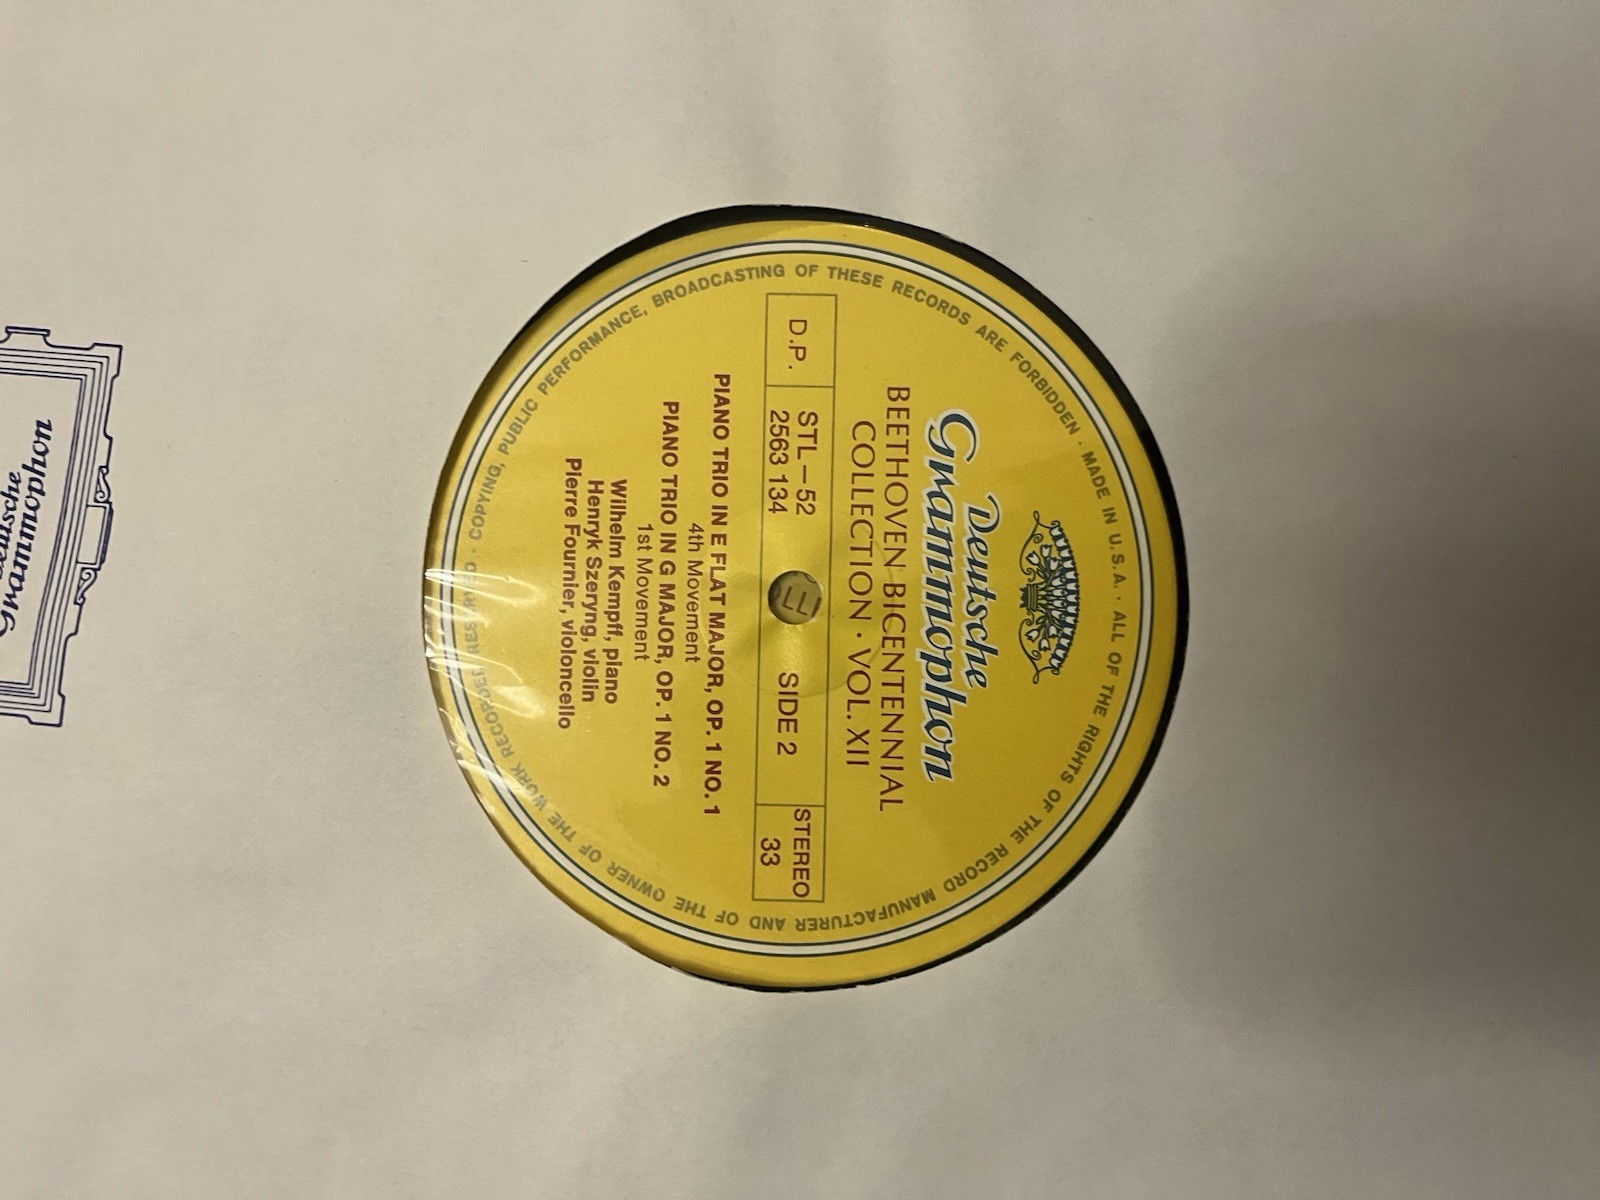 Deutsche
Grammophon
BEETHOVEN BICENTENNIAL
COLLECTION · VOL. XII
D.P.
STL-52
2563 134
SIDE 2
STEREO
33
PIANO TRIO IN E FLAT MAJOR, OP. 1 NO. 1
4th Movement
PIANO TRIO IN G MAJOR, OP. 1 NO. 2
1st Movement
Wilhelm Kempff, piano
Henryk Szeryng, violin
Pierre Fournier, violoncello
MADE IN U.S.A. · ALL OF THE RIGHTS OF THE RECORD MANUFACTURER AND OF THE OWNER OF THE WORK RECORDED RESERVED · COPYING, PUBLIC PERFORMANCE, BROADCASTING OF THESE RECORDS ARE FORBIDDEN ·
LL
Deutsche
Grammophon